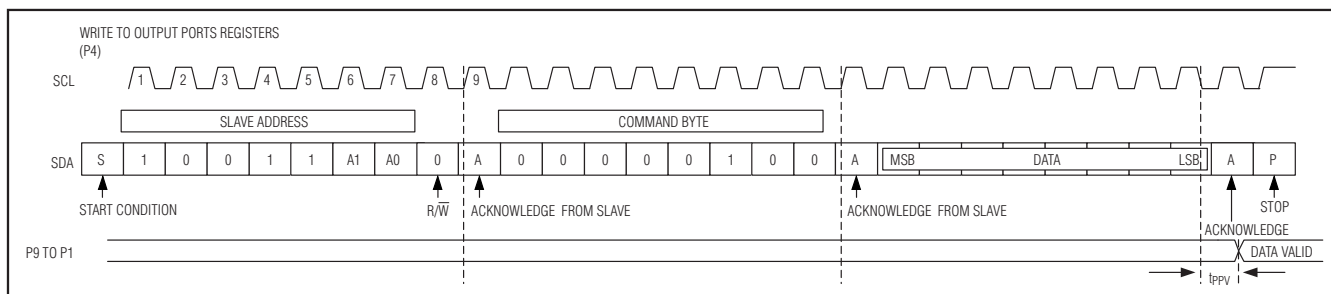 WRITE TO OUTPUT PORTS REGISTERS
(P4)
SCL 1 2 3 4 5 6 7 8 9
SLAVE ADDRESS COMMAND BYTE
SDA S 1 0 0 1 1 A1 A0 0 A 0 0 0 0 0 1 0 0 A MSB DATA LSB A P
START CONDITION R/W̅ ACKNOWLEDGE FROM SLAVE ACKNOWLEDGE FROM SLAVE STOP
ACKNOWLEDGE
P9 TO P1 DATA VALID
tPPV